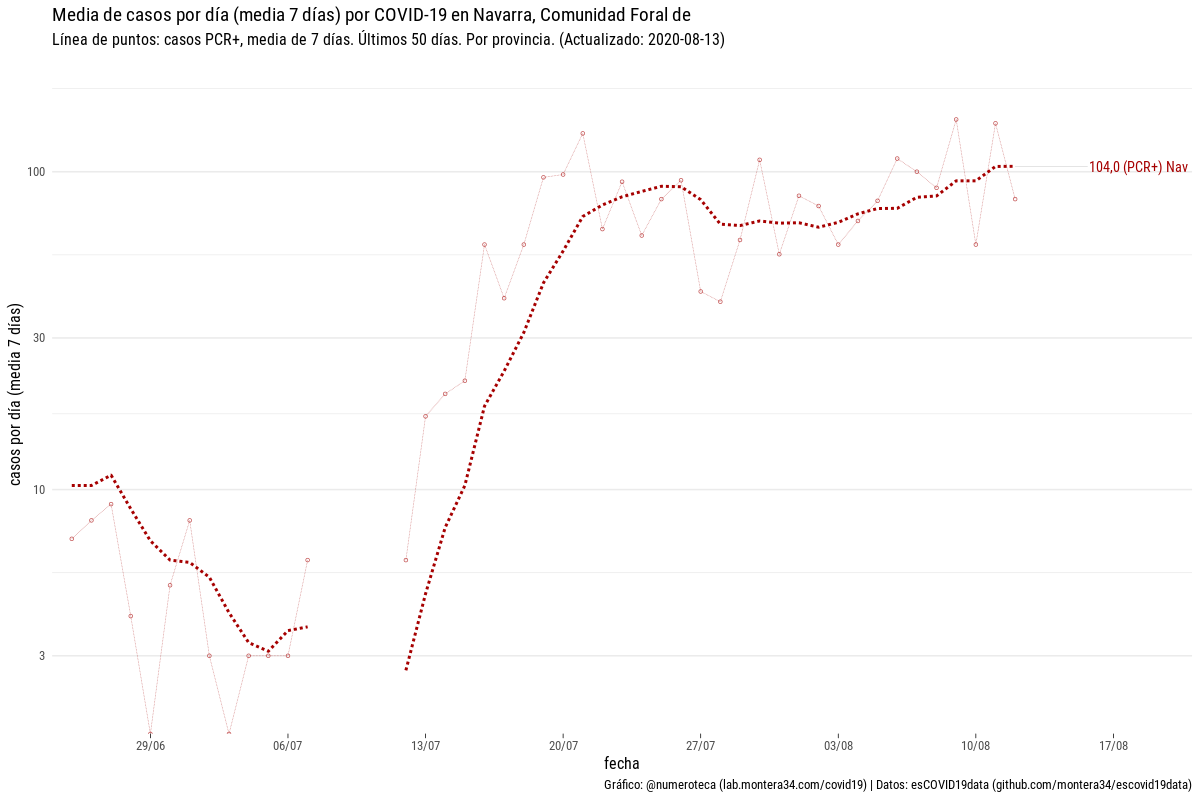 Media de casos por día (media 7 días) por COVID-19 en Navarra, Comunidad Foral de
Línea de puntos: casos PCR+, media de 7 días. Últimos 50 días. Por provincia. (Actualizado: 2020-08-13)
casos por día (media 7 días)
100
30
10
3
104,0 (PCR+) Nav
29/06
06/07
13/07
20/07
27/07
03/08
10/08
17/08
fecha
Gráfico: @numeroteca (lab.montera34.com/covid19) | Datos: esCOVID19data (github.com/montera34/escovid19data)